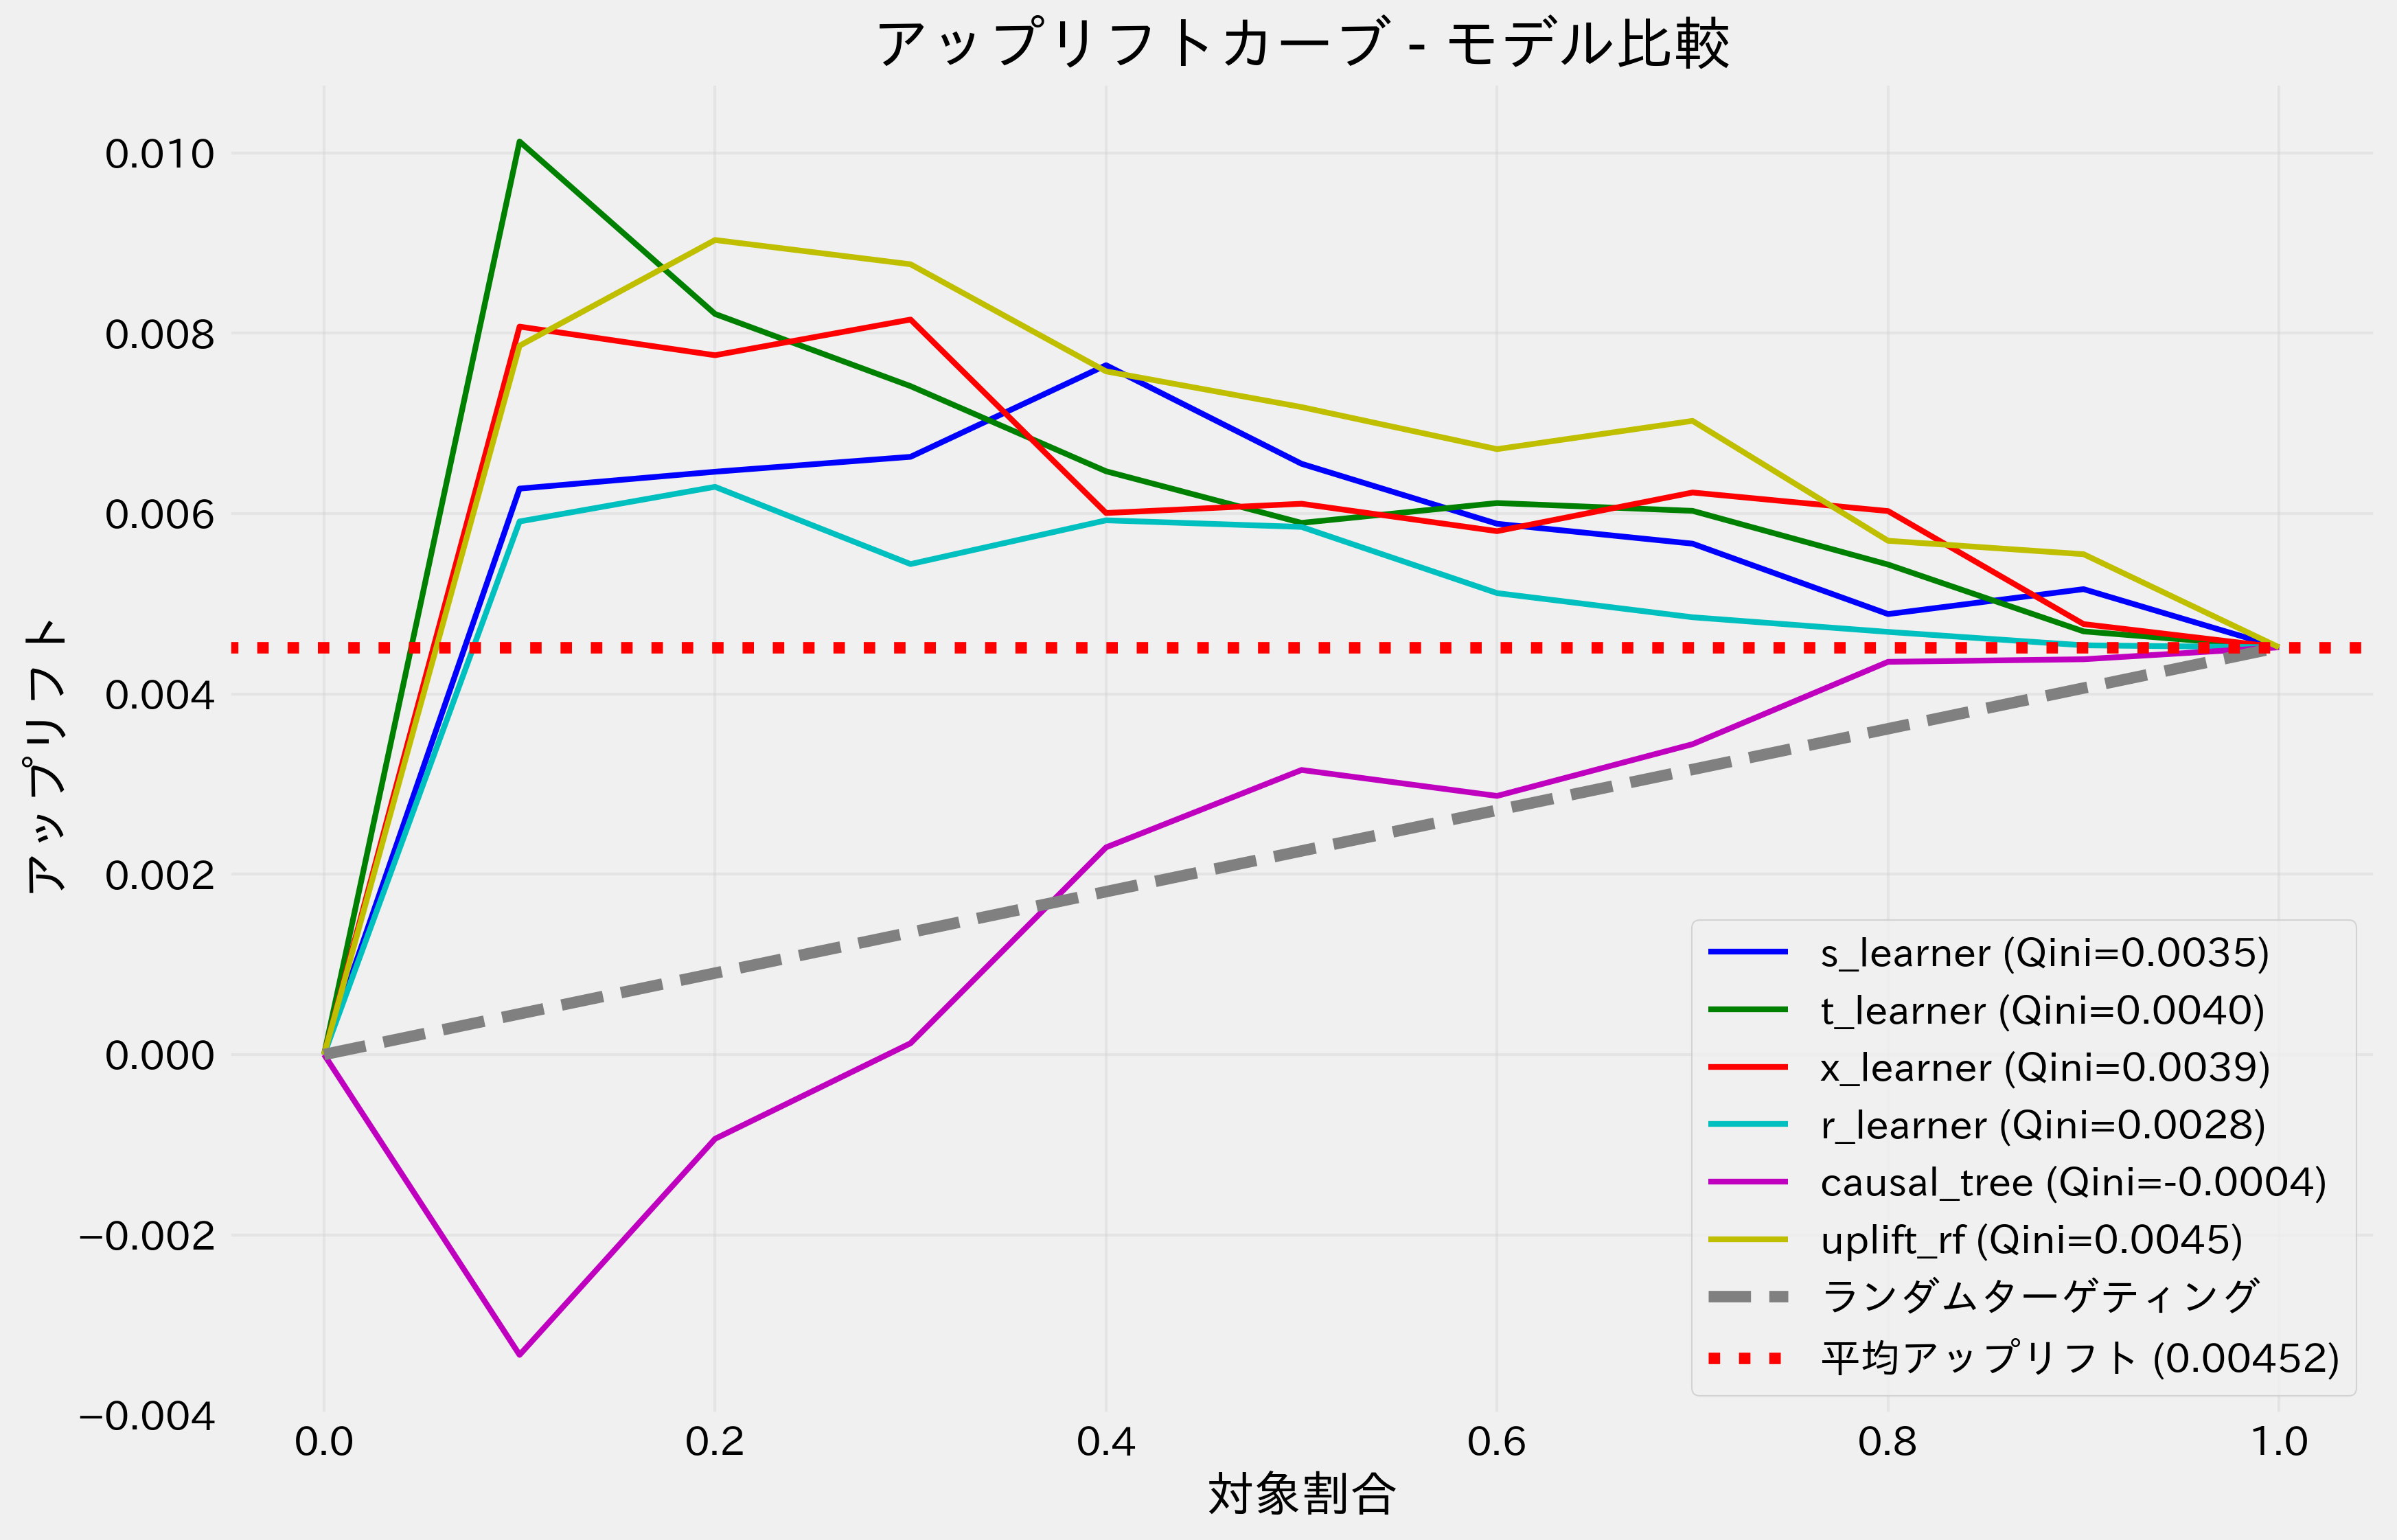 アップリフトカーブ - モデル比較
アップリフト
0.010
0.008
0.006
0.004
0.002
0.000
−0.002
−0.004
0.0 0.2 0.4 0.6 0.8 1.0
対象割合
s_learner (Qini=0.0035)
t_learner (Qini=0.0040)
x_learner (Qini=0.0039)
r_learner (Qini=0.0028)
causal_tree (Qini=-0.0004)
uplift_rf (Qini=0.0045)
ランダムターゲティング
平均アップリフト (0.00452)